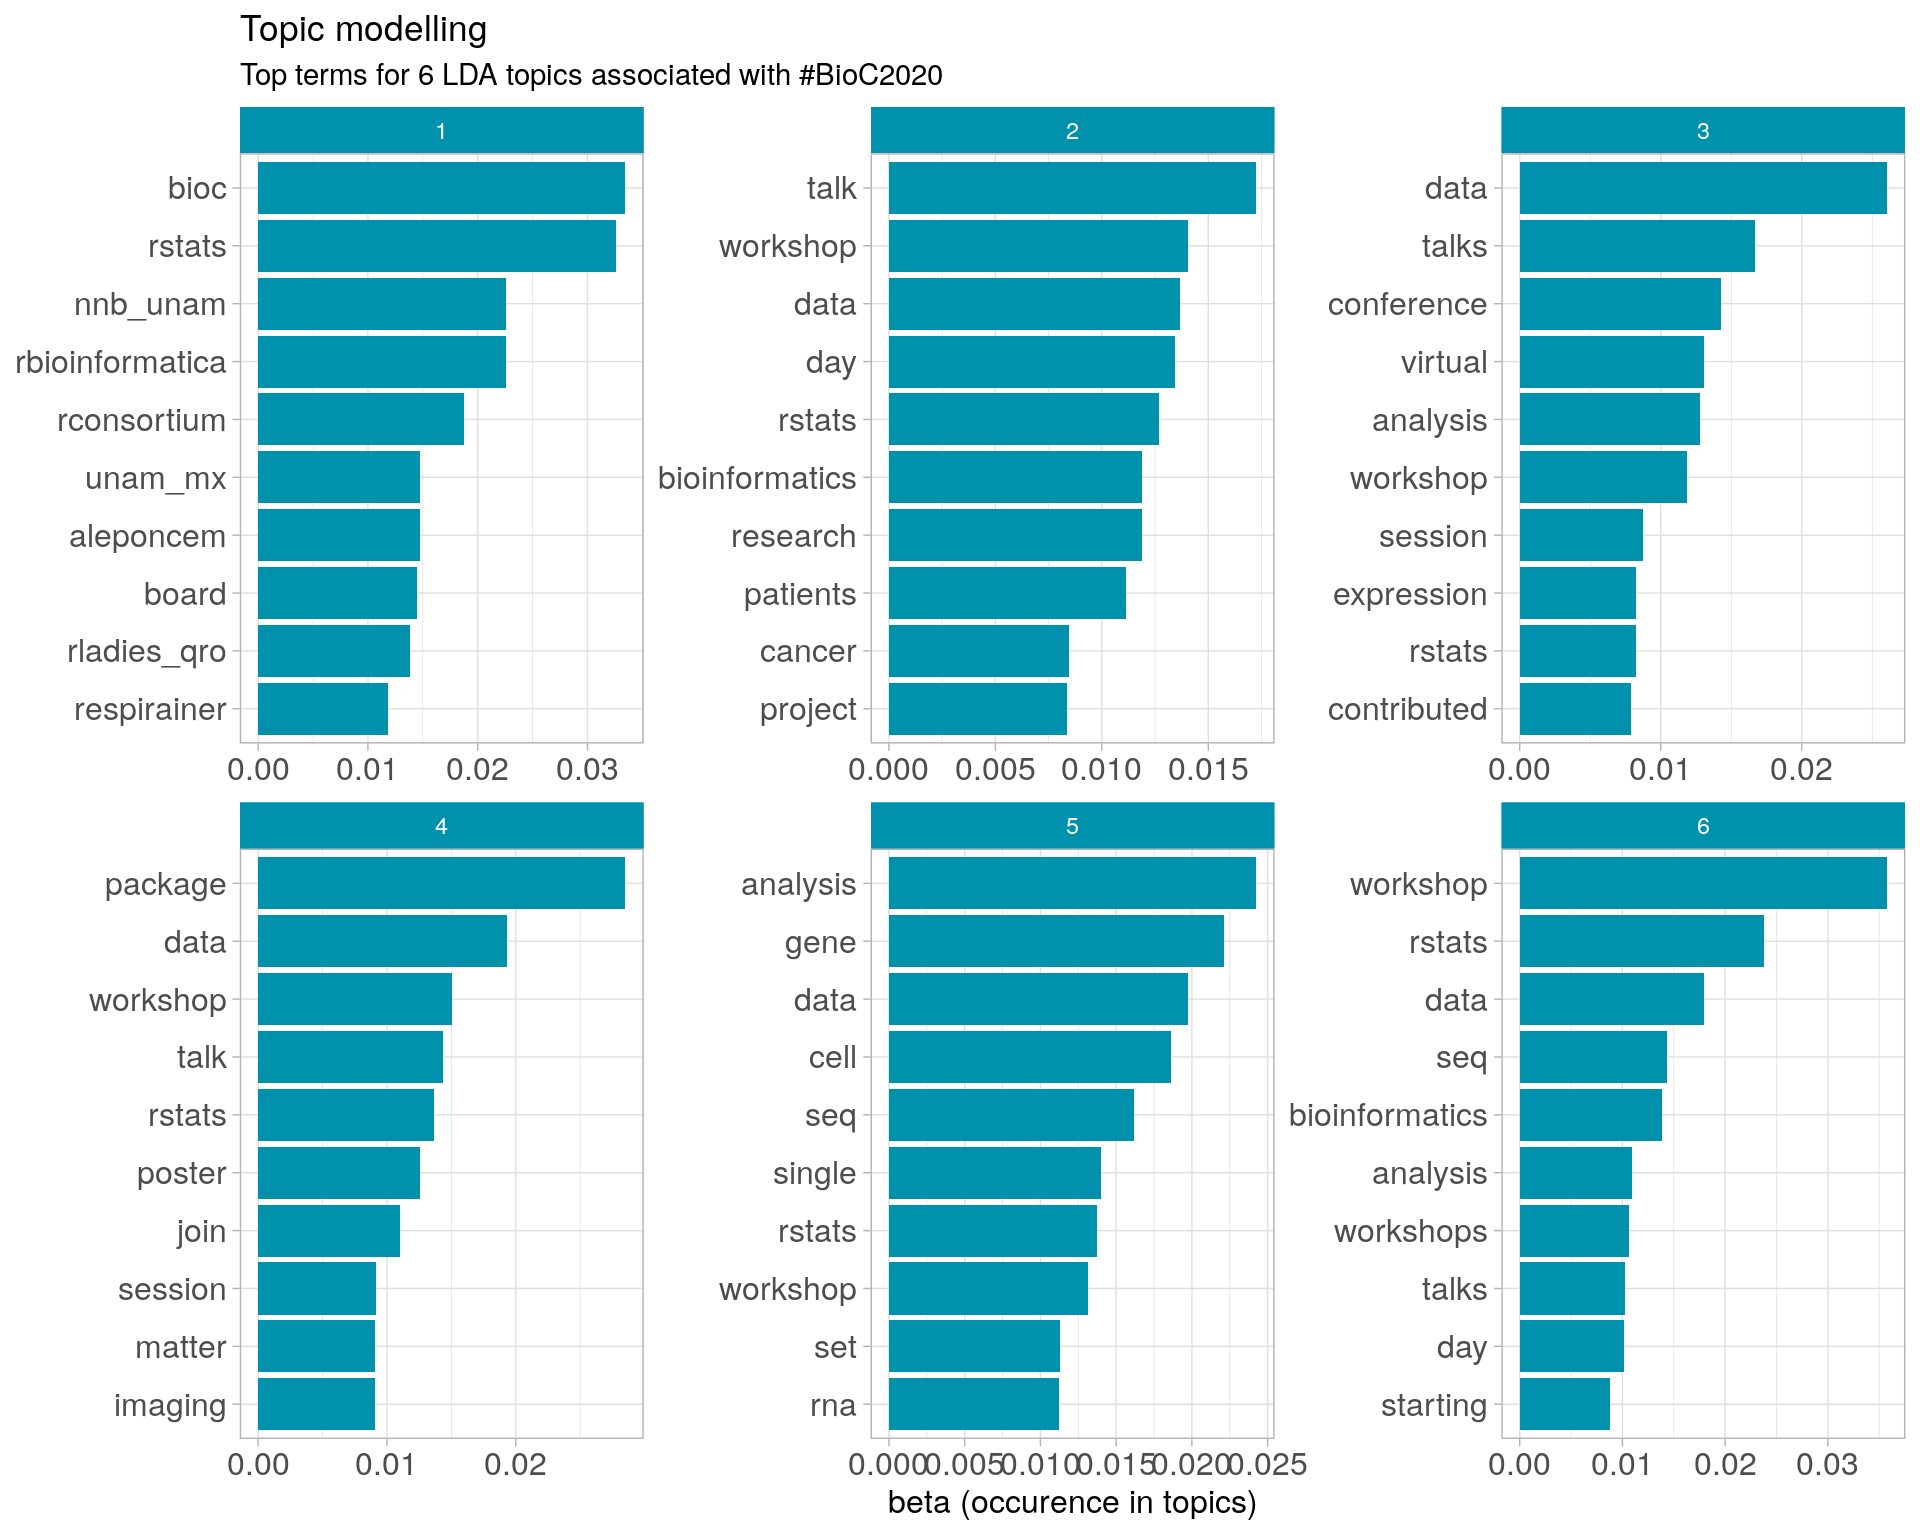 Topic modelling
Top terms for 6 LDA topics associated with #BioC2020
1
bioc
rstats
nnb_unam
rbioinformatica
rconsortium
unam_mx
aleponcem
board
rladies_qro
respirainer
0.00 0.01 0.02 0.03
2
talk
workshop
data
day
rstats
bioinformatics
research
patients
cancer
project
0.000 0.005 0.010 0.015
3
data
talks
conference
virtual
analysis
workshop
session
expression
rstats
contributed
0.00 0.01 0.02
4
package
data
workshop
talk
rstats
poster
join
session
matter
imaging
0.00 0.01 0.02
5
analysis
gene
data
cell
seq
single
rstats
workshop
set
rna
0.000 0.005 0.010 0.015 0.020 0.025
6
workshop
rstats
data
seq
bioinformatics
analysis
workshops
talks
day
starting
0.00 0.01 0.02 0.03
beta (occurence in topics)